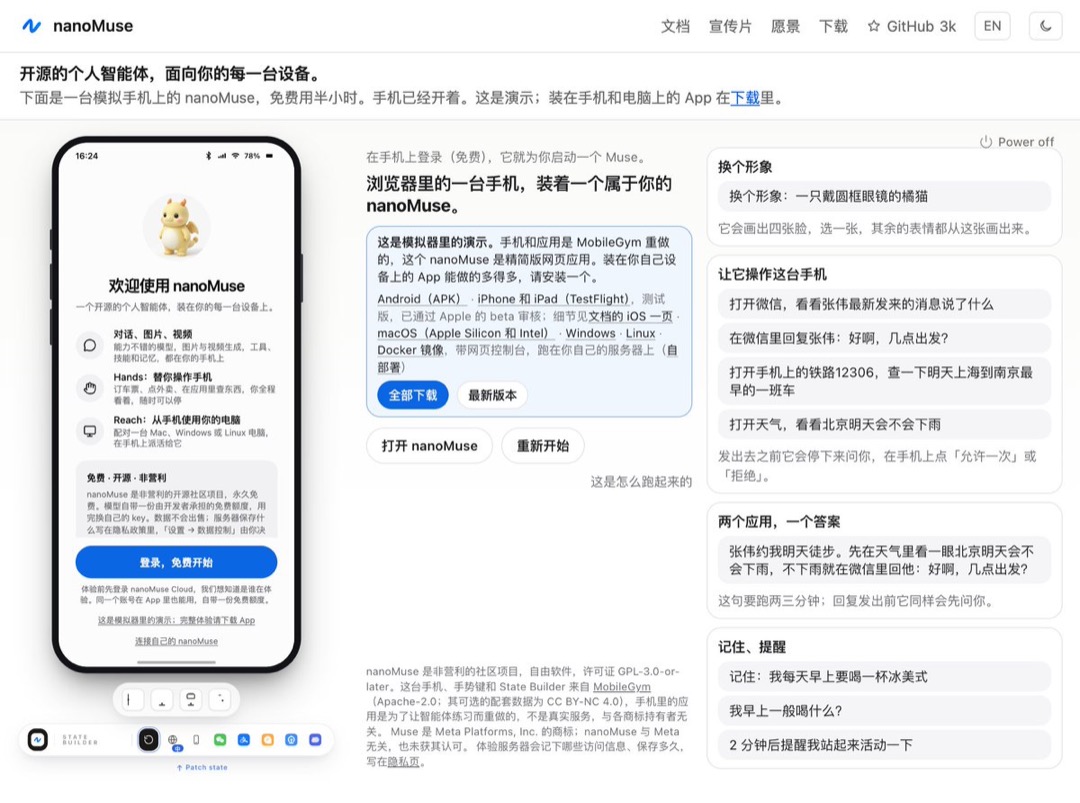 nanoMuse
文档 宣传片 愿景 下载 GitHub 3k EN
开源的个人智能体，面向你的每一台设备。
下面是一台模拟手机上的 nanoMuse，免费用半小时。手机已经开着。这是演示；装在手机和电脑上的 App 在下载里。
16:24 78%
欢迎使用 nanoMuse
一个开源的个人智能体，装在你的每一台设备上。
对话、图片、视频
能力不错的模型，图片与视频生成，工具、
技能和记忆，都在你的手机上
Hands：替你操作手机
订车票、点外卖、在应用里查东西，你全程
看着，随时可以停
Reach：从手机使用你的电脑
配对一台 Mac、Windows 或 Linux 电脑，
在手机上派活给它
免费 · 开源 · 非营利
nanoMuse 是非营利的开源社区项目，永久免
费。模型自带一份由开发者承担的免费额度，用
完换自己的 key。数据不会出售；服务器保存什
么写在隐私政策里，「设置 → 数据控制」由你决
登录，免费开始
体验前先登录 nanoMuse Cloud，我们想知道是谁在体
验。同一个账号在 App 里也能用，自带一份免费额度。
这是模拟器里的演示；完整体验请下载 App
连接自己的 nanoMuse
STATE
BUILDER
中
↑ Patch state
在手机上登录（免费），它就为你启动一个 Muse。
浏览器里的一台手机，装着一个属于你的
nanoMuse。
这是模拟器里的演示。手机和应用是 MobileGym 重做
的，这个 nanoMuse 是精简版网页应用。装在你自己设
备上的 App 能做的多得多，请安装一个。
Android（APK） · iPhone 和 iPad（TestFlight），测试
版，已通过 Apple 的 beta 审核；细节见文档的 iOS 一页 ·
macOS（Apple Silicon 和 Intel） · Windows · Linux ·
Docker 镜像，带网页控制台，跑在你自己的服务器上（自
部署）
全部下载 最新版本
打开 nanoMuse 重新开始
这是怎么跑起来的
nanoMuse 是非营利的社区项目，自由软件，许可证 GPL-3.0-or-
later。这台手机、手势键和 State Builder 来自 MobileGym
（Apache-2.0；其可选的配套数据为 CC BY-NC 4.0），手机里的应
用是为了让智能体练习而重做的，不是真实服务，与各商标持有者无
关。 Muse 是 Meta Platforms, Inc. 的商标；nanoMuse 与 Meta
无关，也未获其认可。 体验服务器会记下哪些访问信息、保存多久，
写在隐私页。
Power off
换个形象
换个形象：一只戴圆框眼镜的橘猫
它会画出四张脸，选一张，其余的表情都从这张画出来。
让它操作这台手机
打开微信，看看张伟最新发来的消息说了什么
在微信里回复张伟：好啊，几点出发？
打开手机上的铁路12306，查一下明天上海到南京最
早的一班车
打开天气，看看北京明天会不会下雨
发出去之前它会停下来问你，在手机上点「允许一次」或
「拒绝」。
两个应用，一个答案
张伟约我明天徒步。先在天气里看一眼北京明天会不
会下雨，不下雨就在微信里回他：好啊，几点出发？
这句要跑两三分钟；回复发出前它同样会先问你。
记住、提醒
记住：我每天早上要喝一杯冰美式
我早上一般喝什么？
2 分钟后提醒我站起来活动一下